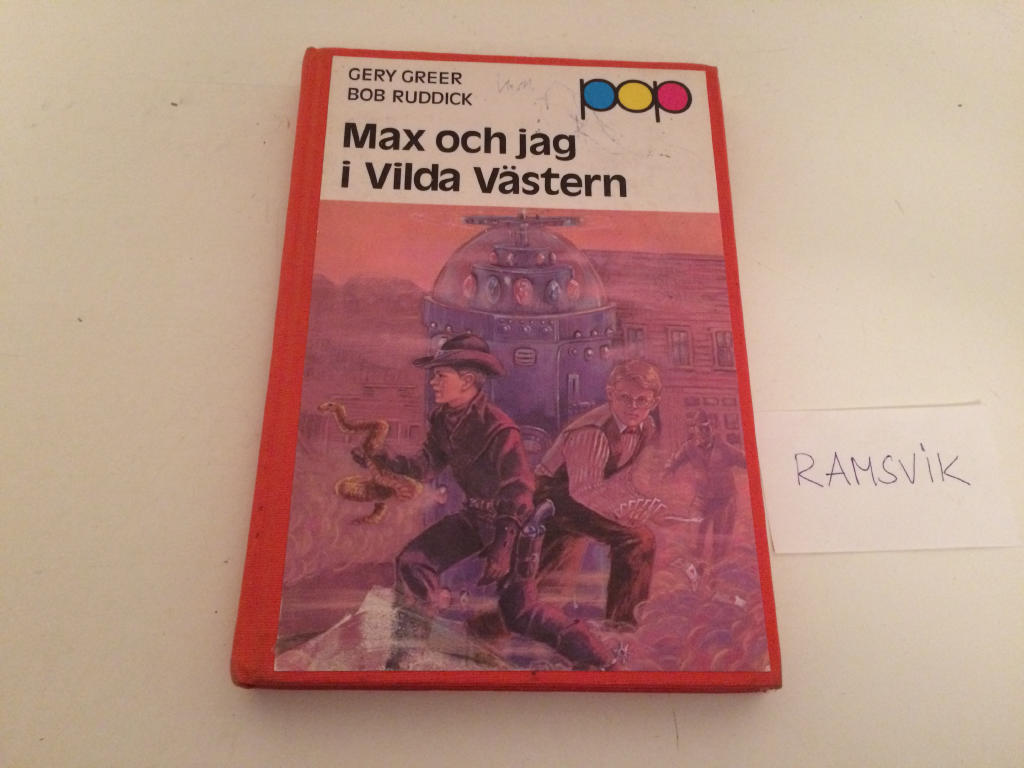 GERY GREER
BOB RUDDICK
pop
Max och jag
i Vilda Västern
RAMSVIK